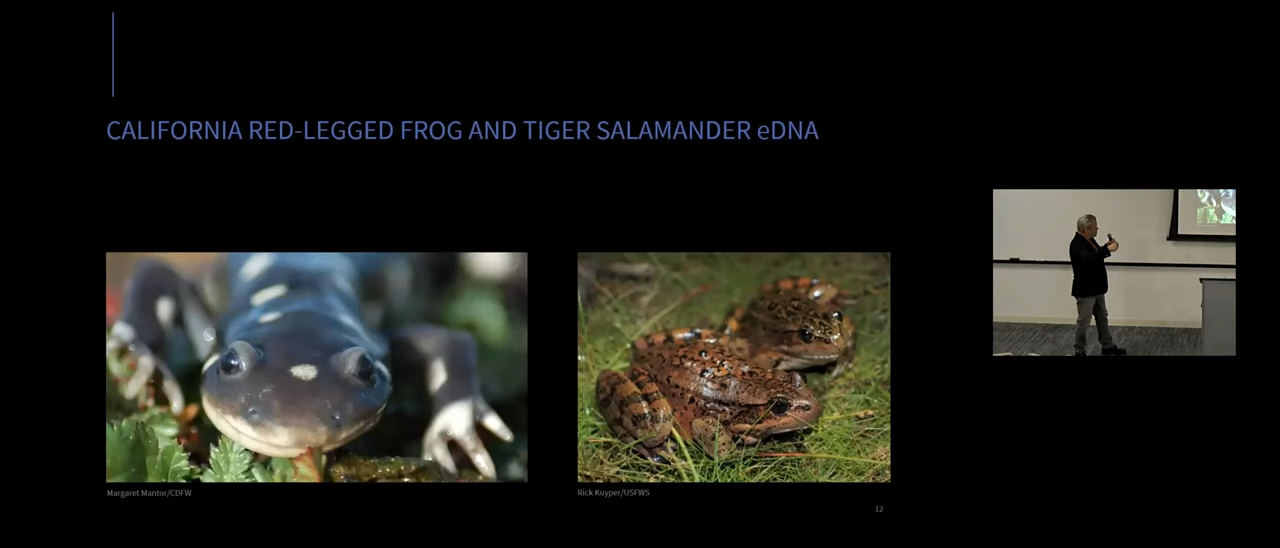 CALIFORNIA RED-LEGGED FROG AND TIGER SALAMANDER eDNA
Margaret Mantor/CDFW
Rick Kuyper/USFWS
12